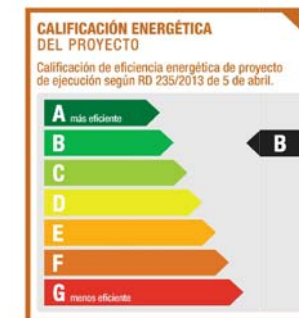 CALIFICACIÓN ENERGÉTICA
DEL PROYECTO
Calificación de eficiencia energética de proyecto
de ejecución según RD 235/2013 de 5 de abril.
A más eficiente
B B
C
D
E
F
G menos eficiente